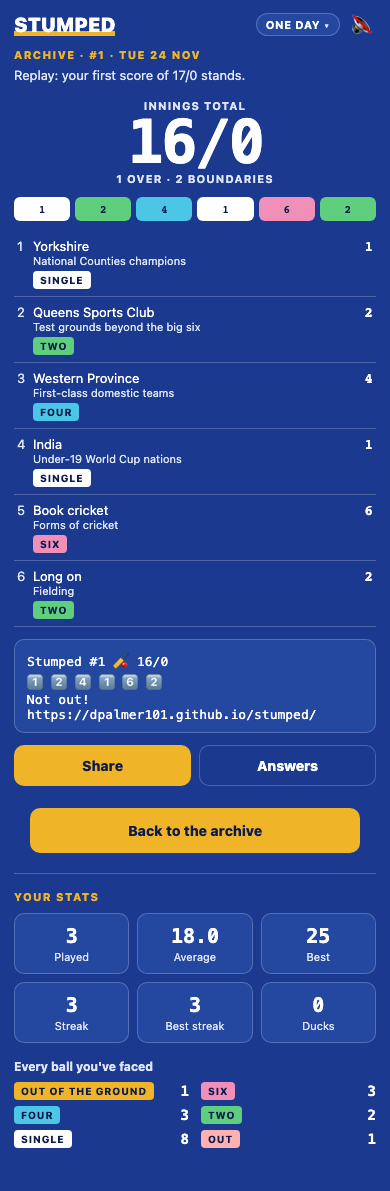 STUMPED
ONE DAY ▾
ARCHIVE · #1 · TUE 24 NOV
Replay: your first score of 17/0 stands.
INNINGS TOTAL
16/0
1 OVER · 2 BOUNDARIES
1 2 4 1 6 2
1 Yorkshire 1
National Counties champions
SINGLE
2 Queens Sports Club 2
Test grounds beyond the big six
TWO
3 Western Province 4
First-class domestic teams
FOUR
4 India 1
Under-19 World Cup nations
SINGLE
5 Book cricket 6
Forms of cricket
SIX
6 Long on 2
Fielding
TWO
Stumped #1 🏏 16/0
1️⃣ 2️⃣ 4️⃣ 1️⃣ 6️⃣ 2️⃣
Not out!
https://dpalmer101.github.io/stumped/
Share
Answers
Back to the archive
YOUR STATS
3 18.0 25
Played Average Best
3 3 0
Streak Best streak Ducks
Every ball you've faced
OUT OF THE GROUND 1 SIX 3
FOUR 3 TWO 2
SINGLE 8 OUT 1